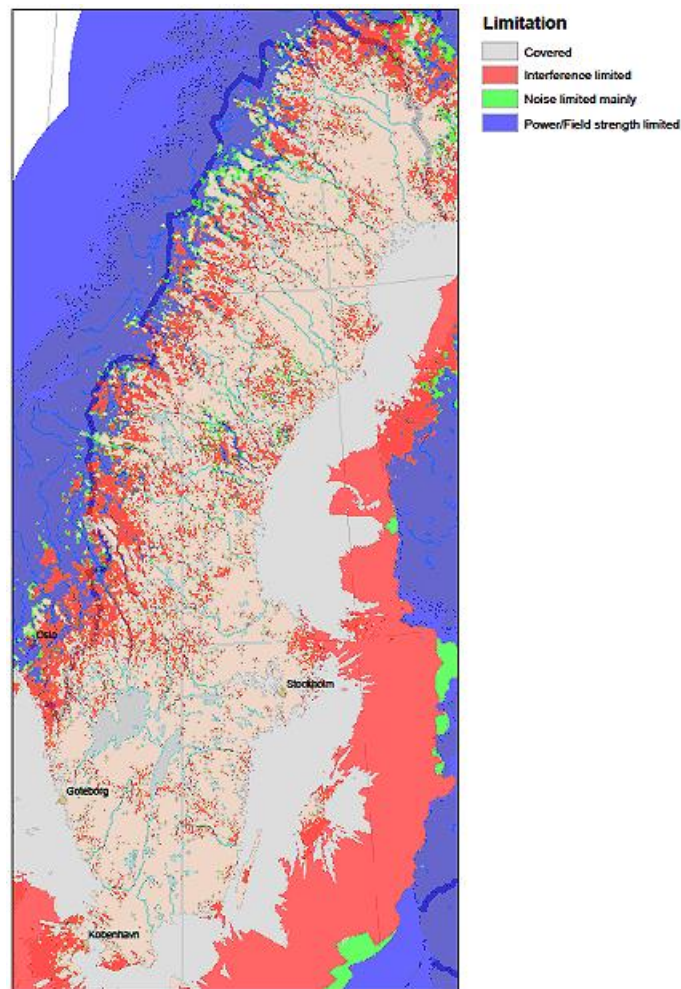 Limitation
Covered
Interference limited
Noise limited mainly
Power/Field strength limited
Oslo
Stockholm
Goteborg
Kobenhavn